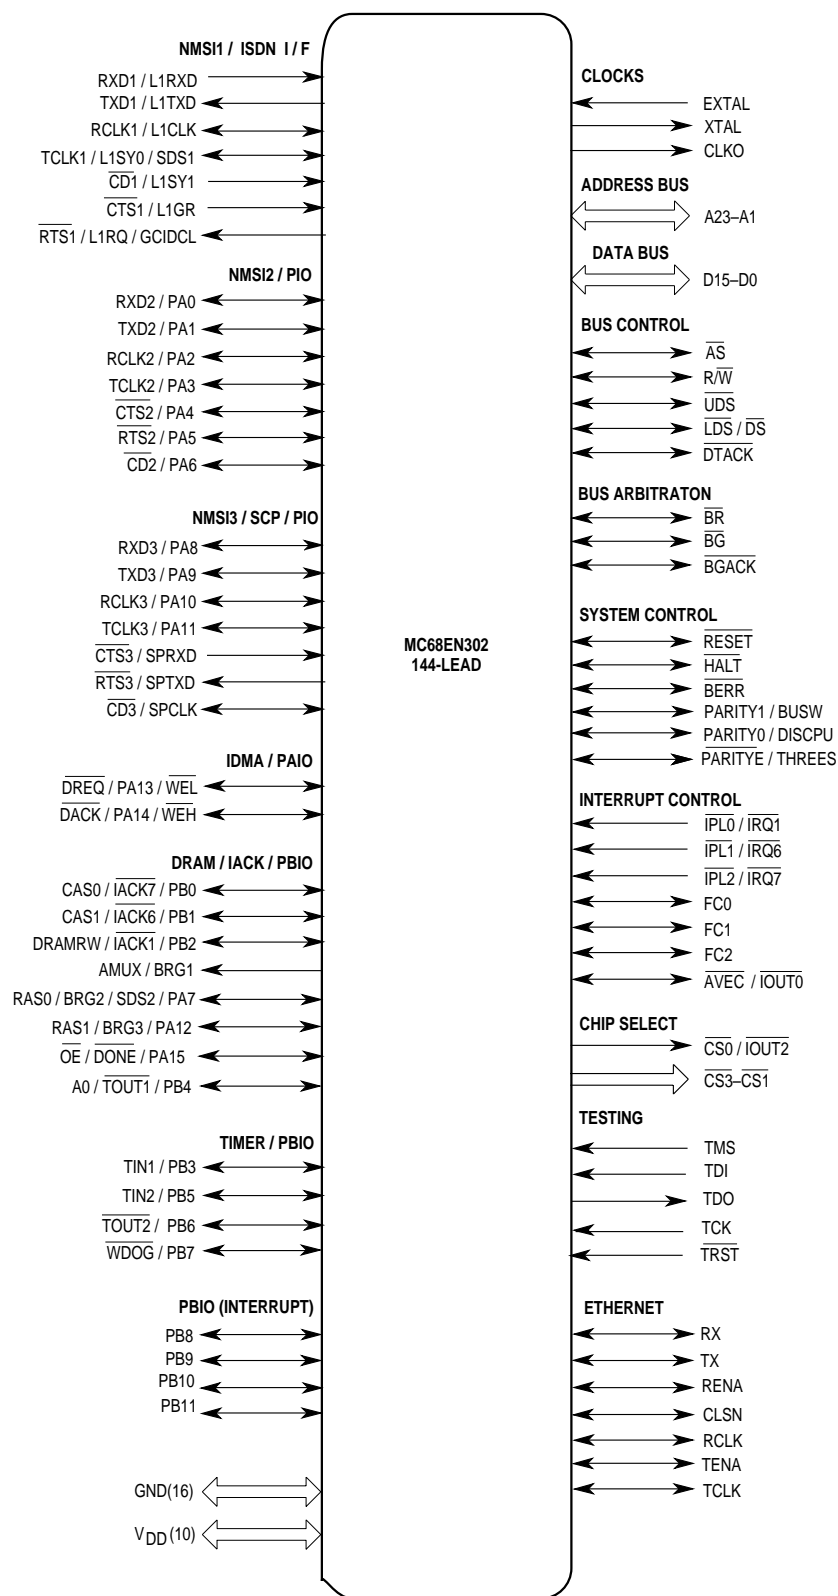 NMSI1 / ISDN I / F
RXD1 / L1RXD
TXD1 / L1TXD
RCLK1 / L1CLK
TCLK1 / L1SY0 / SDS1
CD1 / L1SY1
CTS1 / L1GR
RTS1 / L1RQ / GCIDCL
NMSI2 / PIO
RXD2 / PA0
TXD2 / PA1
RCLK2 / PA2
TCLK2 / PA3
CTS2 / PA4
RTS2 / PA5
CD2 / PA6
NMSI3 / SCP / PIO
RXD3 / PA8
TXD3 / PA9
RCLK3 / PA10
TCLK3 / PA11
CTS3 / SPRXD
RTS3 / SPTXD
CD3 / SPCLK
IDMA / PAIO
DREQ / PA13 / WEL
DACK / PA14 / WEH
DRAM / IACK / PBIO
CAS0 / IACK7 / PB0
CAS1 / IACK6 / PB1
DRAMRW / IACK1 / PB2
AMUX / BRG1
RAS0 / BRG2 / SDS2 / PA7
RAS1 / BRG3 / PA12
OE / DONE / PA15
A0 / TOUT1 / PB4
TIMER / PBIO
TIN1 / PB3
TIN2 / PB5
TOUT2 / PB6
WDOG / PB7
PBIO (INTERRUPT)
PB8
PB9
PB10
PB11
GND(16)
VDD(10)
MC68EN302
144-LEAD
CLOCKS
EXTAL
XTAL
CLKO
ADDRESS BUS
A23–A1
DATA BUS
D15–D0
BUS CONTROL
AS
R/W
UDS
LDS / DS
DTACK
BUS ARBITRATON
BR
BG
BGACK
SYSTEM CONTROL
RESET
HALT
BERR
PARITY1 / BUSW
PARITY0 / DISCPU
PARITYE / THREES
INTERRUPT CONTROL
IPL0 / IRQ1
IPL1 / IRQ6
IPL2 / IRQ7
FC0
FC1
FC2
AVEC / IOUT0
CHIP SELECT
CS0 / IOUT2
CS3–CS1
TESTING
TMS
TDI
TDO
TCK
TRST
ETHERNET
RX
TX
RENA
CLSN
RCLK
TENA
TCLK